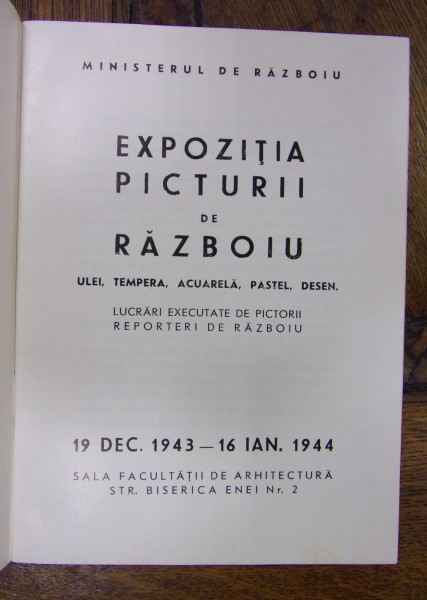 MINISTERUL DE RĂZBOIU
EXPOZIŢIA
PICTURII
DE
RĂZBOIU
ULEI, TEMPERA, ACUARELĂ, PASTEL, DESEN.
LUCRĂRI EXECUTATE DE PICTORII
REPORTERI DE RĂZBOIU
19 DEC. 1943 — 16 IAN. 1944
SALA FACULTĂŢII DE ARHITECTURĂ
STR. BISERICA ENEI Nr. 2